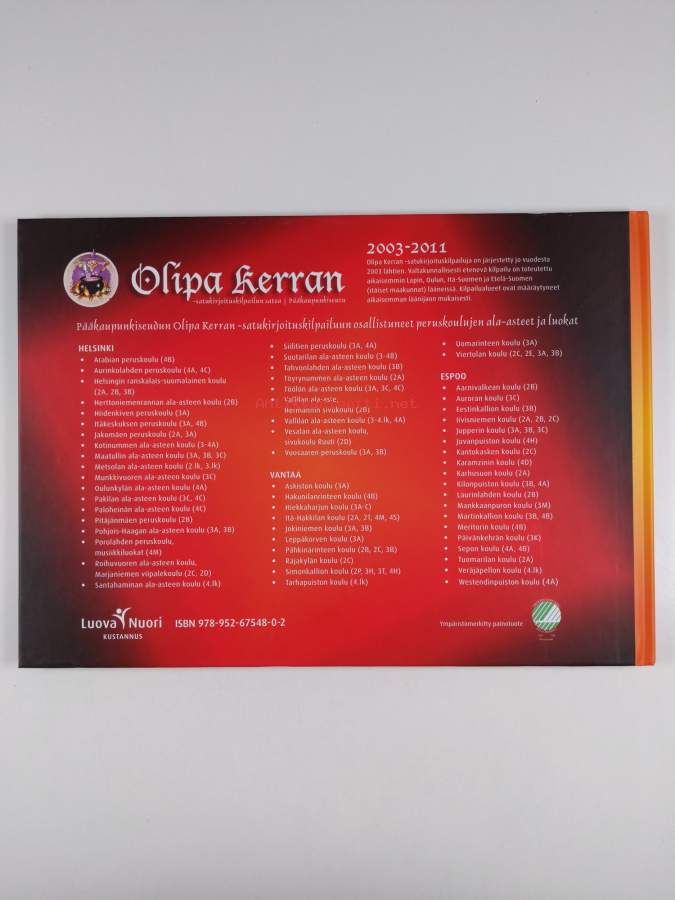 Olipa Kerran
-satukirjoituskilpailun satoa | Pääkaupunkiseutu
2003-2011
Olipa Kerran -satukirjoituskilpailuja on järjestetty jo vuodesta
2003 lähtien. Valtakunnallisesti etenevä kilpailu on toteutettu
aikaisemmin Lapin, Oulun, Itä-Suomen ja Etelä-Suomen
(itäiset maakunnat) lääneissä. Kilpailualueet ovat määräytyneet
aikaisemman läänijaon mukaisesti.
Pääkaupunkiseudun Olipa Kerran -satukirjoituskilpailuun osallistuneet peruskoulujen ala-asteet ja luokat
HELSINKI
• Arabian peruskoulu (4B)
• Aurinkolahden peruskoulu (4A, 4C)
• Helsingin ranskalais-suomalainen koulu
(2A, 2B, 3B)
• Herttoniemenrannan ala-asteen koulu (2B)
• Hiidenkiven peruskoulu (3A)
• Itäkeskuksen peruskoulu (3A, 4B)
• Jakomäen peruskoulu (2A, 3A)
• Kotinummen ala-asteen koulu (3-4A)
• Maatullin ala-asteen koulu (3A, 3B, 3C)
• Metsolan ala-asteen koulu (2.lk, 3.lk)
• Munkkivuoren ala-asteen koulu (3C)
• Oulunkylän ala-asteen koulu (4A)
• Pakilan ala-asteen koulu (3C, 4C)
• Paloheinän ala-asteen koulu (4C)
• Pitäjänmäen peruskoulu (2B)
• Pohjois-Haagan ala-asteen koulu (3A, 3B)
• Porolahden peruskoulu,
musiikkiluokat (4M)
• Roihuvuoren ala-asteen koulu,
Marjaniemen viipalekoulu (2C, 2D)
• Santahaminan ala-asteen koulu (4.lk)
• Siilitien peruskoulu (3A, 4A)
• Suutarilan ala-asteen koulu (3-4B)
• Tahvonlahden ala-asteen koulu (3B)
• Töyrynummen ala-asteen koulu (2A)
• Töölön ala-asteen koulu (3A, 3C, 4C)
• Vallilan ala-aste,
Hermannin sivukoulu (2B)
• Vallilan ala-asteen koulu (3-4.lk, 4A)
• Vesalan ala-asteen koulu,
sivukoulu Ruuti (2D)
• Vuosaaren peruskoulu (3A, 3B)
VANTAA
• Askiston koulu (3A)
• Hakunilanrinteen koulu (4B)
• Hiekkaharjun koulu (3A-C)
• Itä-Hakkilan koulu (2A, 2T, 4M, 4S)
• Jokiniemen koulu (3A, 3B)
• Leppäkorven koulu (3A)
• Pähkinärinteen koulu (2B, 2C, 3B)
• Rajakylän koulu (2C)
• Simonkallion koulu (2P, 3H, 3T, 4H)
• Tarhapuiston koulu (4.lk)
• Uomarinteen koulu (3A)
• Viertolan koulu (2C, 2E, 3A, 3B)
ESPOO
• Aarnivalkean koulu (2B)
• Auroran koulu (3C)
• Eestinkallion koulu (3B)
• Iivisniemen koulu (2A, 2B, 2C)
• Jupperin koulu (3A, 3B, 3C)
• Juvanpuiston koulu (4H)
• Kantokasken koulu (2C)
• Karamzinin koulu (4D)
• Karhusuon koulu (2A)
• Kilonpuiston koulu (3B, 4A)
• Laurinlahden koulu (2B)
• Mankkaanpuron koulu (3M)
• Martinkallion koulu (3B, 4B)
• Meritorin koulu (4B)
• Päivänkehrän koulu (3K)
• Sepon koulu (4A, 4B)
• Tuomarilan koulu (2A)
• Veräjäpellon koulu (4.lk)
• Westendinpuiston koulu (4A)
Luova Nuori
KUSTANNUS
ISBN 978-952-67548-0-2
Ympäristömerkitty painotuote